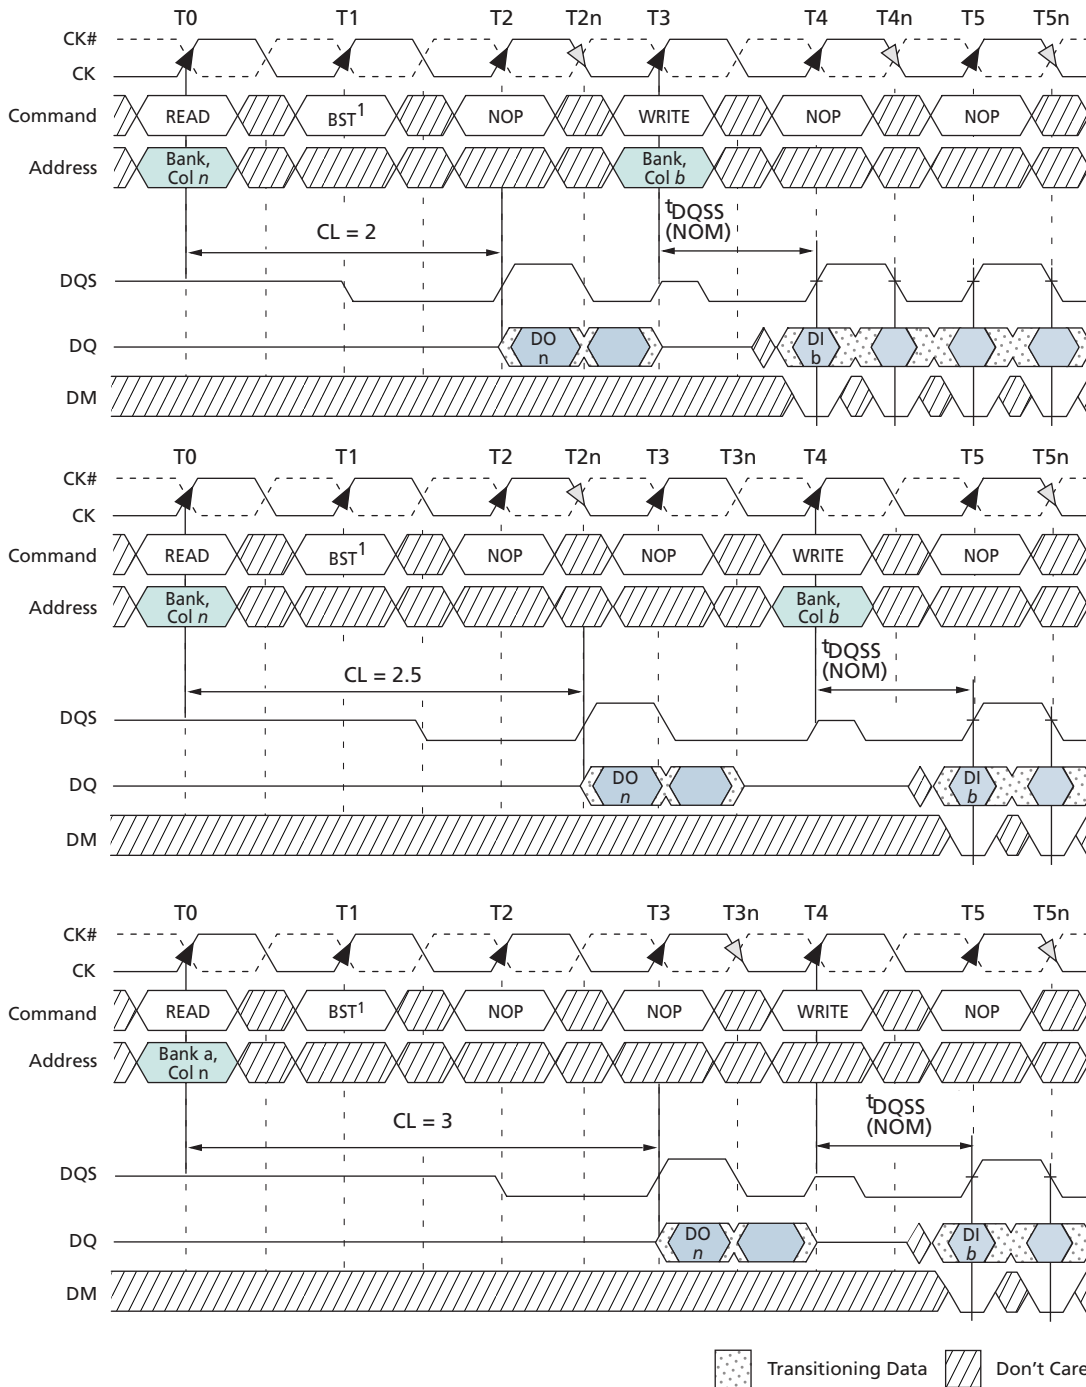 T0 T1 T2 T2n T3 T4 T4n T5 T5n
CK#
CK
Command READ BST1 NOP WRITE NOP NOP
Address Bank, Col n Bank, Col b
CL = 2
tDQSS (NOM)
DQS
DQ DO n DI b
DM
T0 T1 T2 T2n T3 T3n T4 T5 T5n
CK#
CK
Command READ BST1 NOP NOP WRITE NOP
Address Bank, Col n Bank, Col b
CL = 2.5
tDQSS (NOM)
DQS
DQ DO n DI b
DM
T0 T1 T2 T3 T3n T4 T5 T5n
CK#
CK
Command READ BST1 NOP NOP WRITE NOP
Address Bank a, Col n
CL = 3
tDQSS (NOM)
DQS
DQ DO n DI b
DM
Transitioning Data Don't Care